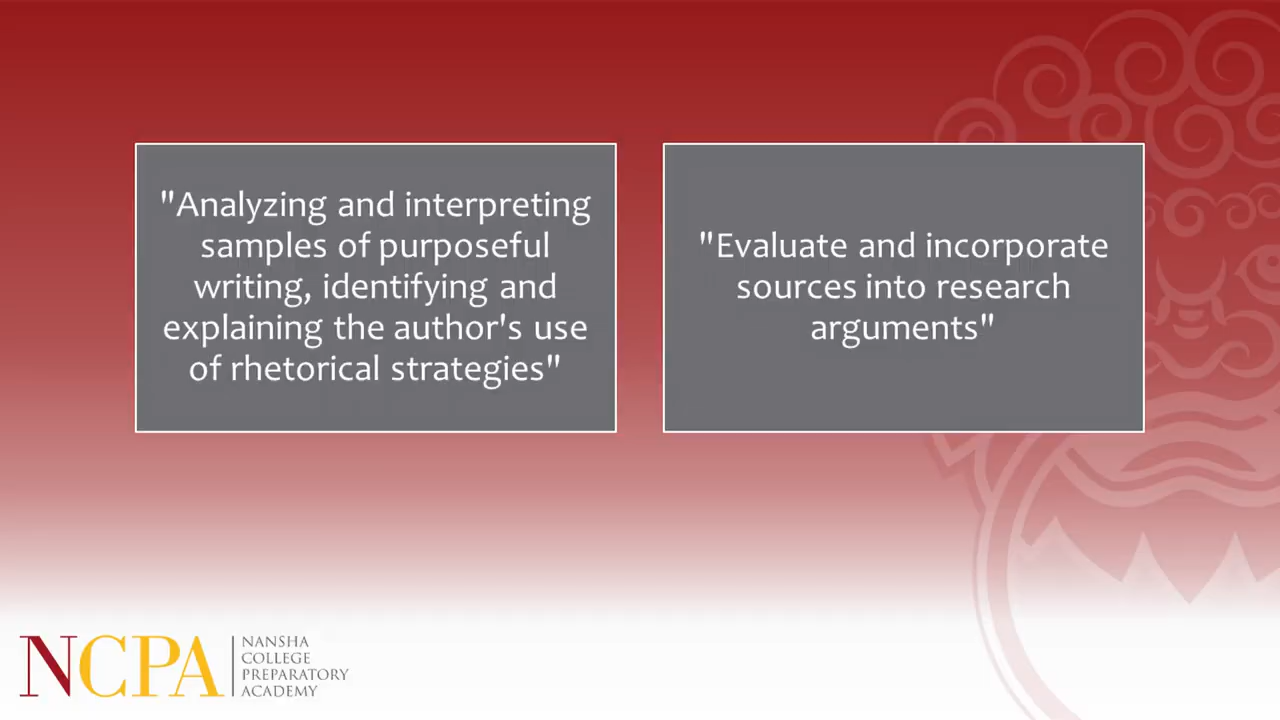 "Analyzing and interpreting
samples of purposeful
writing, identifying and
explaining the author's use
of rhetorical strategies"
"Evaluate and incorporate
sources into research
arguments"
NCPA
NANSHA
COLLEGE
PREPARATORY
ACADEMY